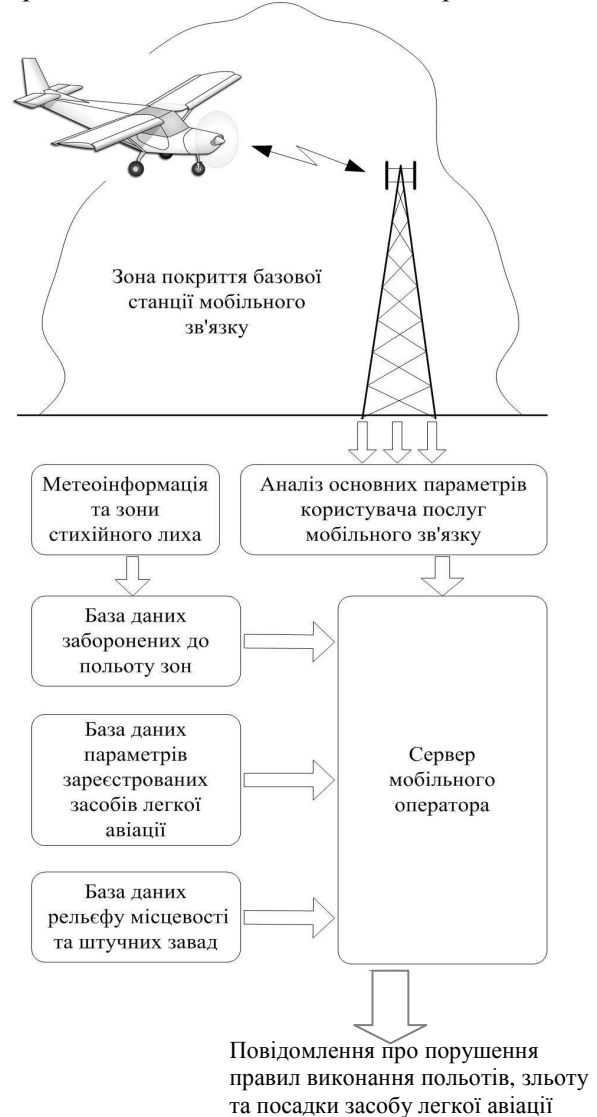 Зона покриття базової
станції мобільного
зв'язку
Метеоінформація
та зони
стихійного лиха
Аналіз основних параметрів
користувача послуг
мобільного зв'язку
База даних
заборонених до
польоту зон
База даних
параметрів
зареєстрованих
засобів легкої
авіації
Сервер
мобільного
оператора
База даних
рельєфу місцевості
та штучних завад
Повідомлення про порушення
правил виконання польотів, зльоту
та посадки засобу легкої авіації